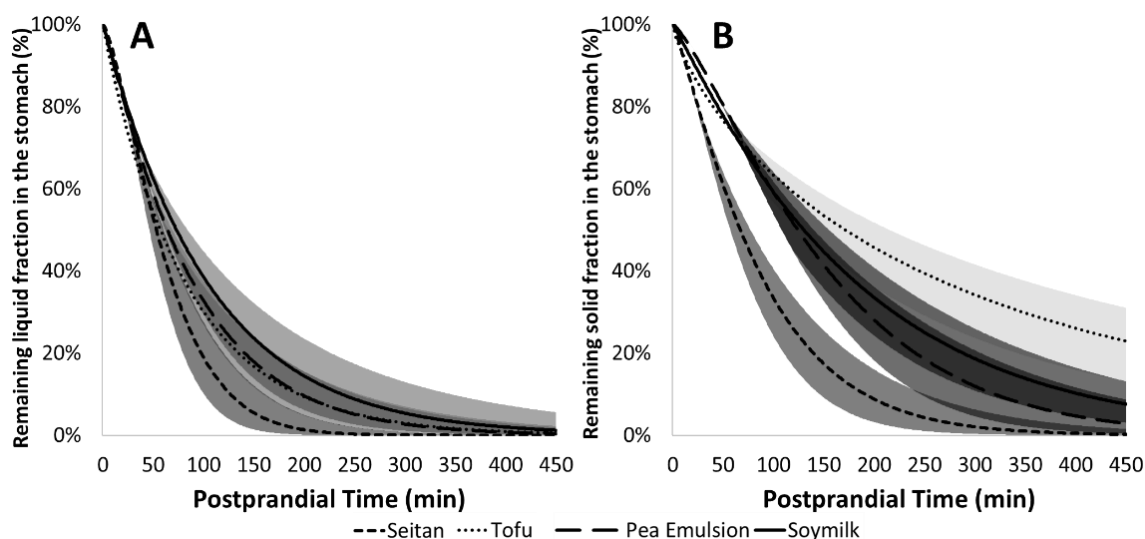 A
Remaining liquid fraction in the stomach (%)
100%
80%
60%
40%
20%
0%
0 50 100 150 200 250 300 350 400 450
Postprandial Time (min)
B
Remaining solid fraction in the stomach (%)
100%
80%
60%
40%
20%
0%
0 50 100 150 200 250 300 350 400 450
Postprandial Time (min)
Seitan Tofu Pea Emulsion Soymilk